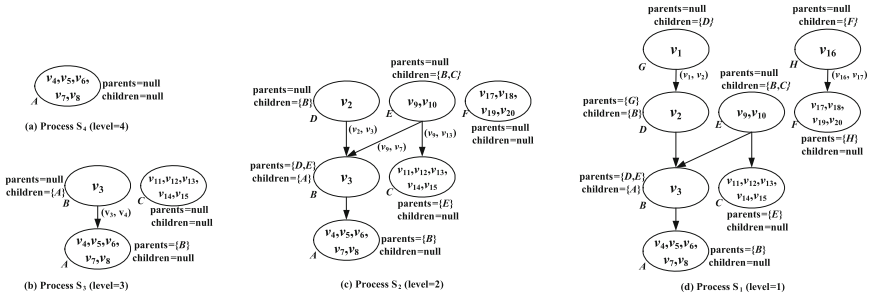 v4,v5,v6,
v7,v8
A
parents=null
children=null
(a) Process S4 (level=4)
parents=null
children={A}
v3
B
(v3, v4)
v11,v12,v13,
v14,v15
C
parents=null
children=null
v4,v5,v6,
v7,v8
A
parents={B}
children=null
(b) Process S3 (level=3)
parents=null
children={B}
v2
D
(v2, v3)
parents=null
children={B,C}
v9,v10
E
(v9, v7)
(v9, v13)
v17,v18,
v19,v20
F
parents=null
children=null
parents={D,E}
children={A}
v3
B
v11,v12,v13,
v14,v15
C
parents={E}
children=null
v4,v5,v6,
v7,v8
A
parents={B}
children=null
(c) Process S2 (level=2)
parents=null
children={D}
v1
G
(v1, v2)
parents=null
children={F}
v16
H
(v16, v17)
parents={G}
children={B}
v2
D
parents=null
children={B,C}
v9,v10
E
v17,v18,
v19,v20
F
parents={H}
children=null
parents={D,E}
children={A}
v3
B
v11,v12,v13,
v14,v15
C
parents={E}
children=null
v4,v5,v6,
v7,v8
A
parents={B}
children=null
(d) Process S1 (level=1)